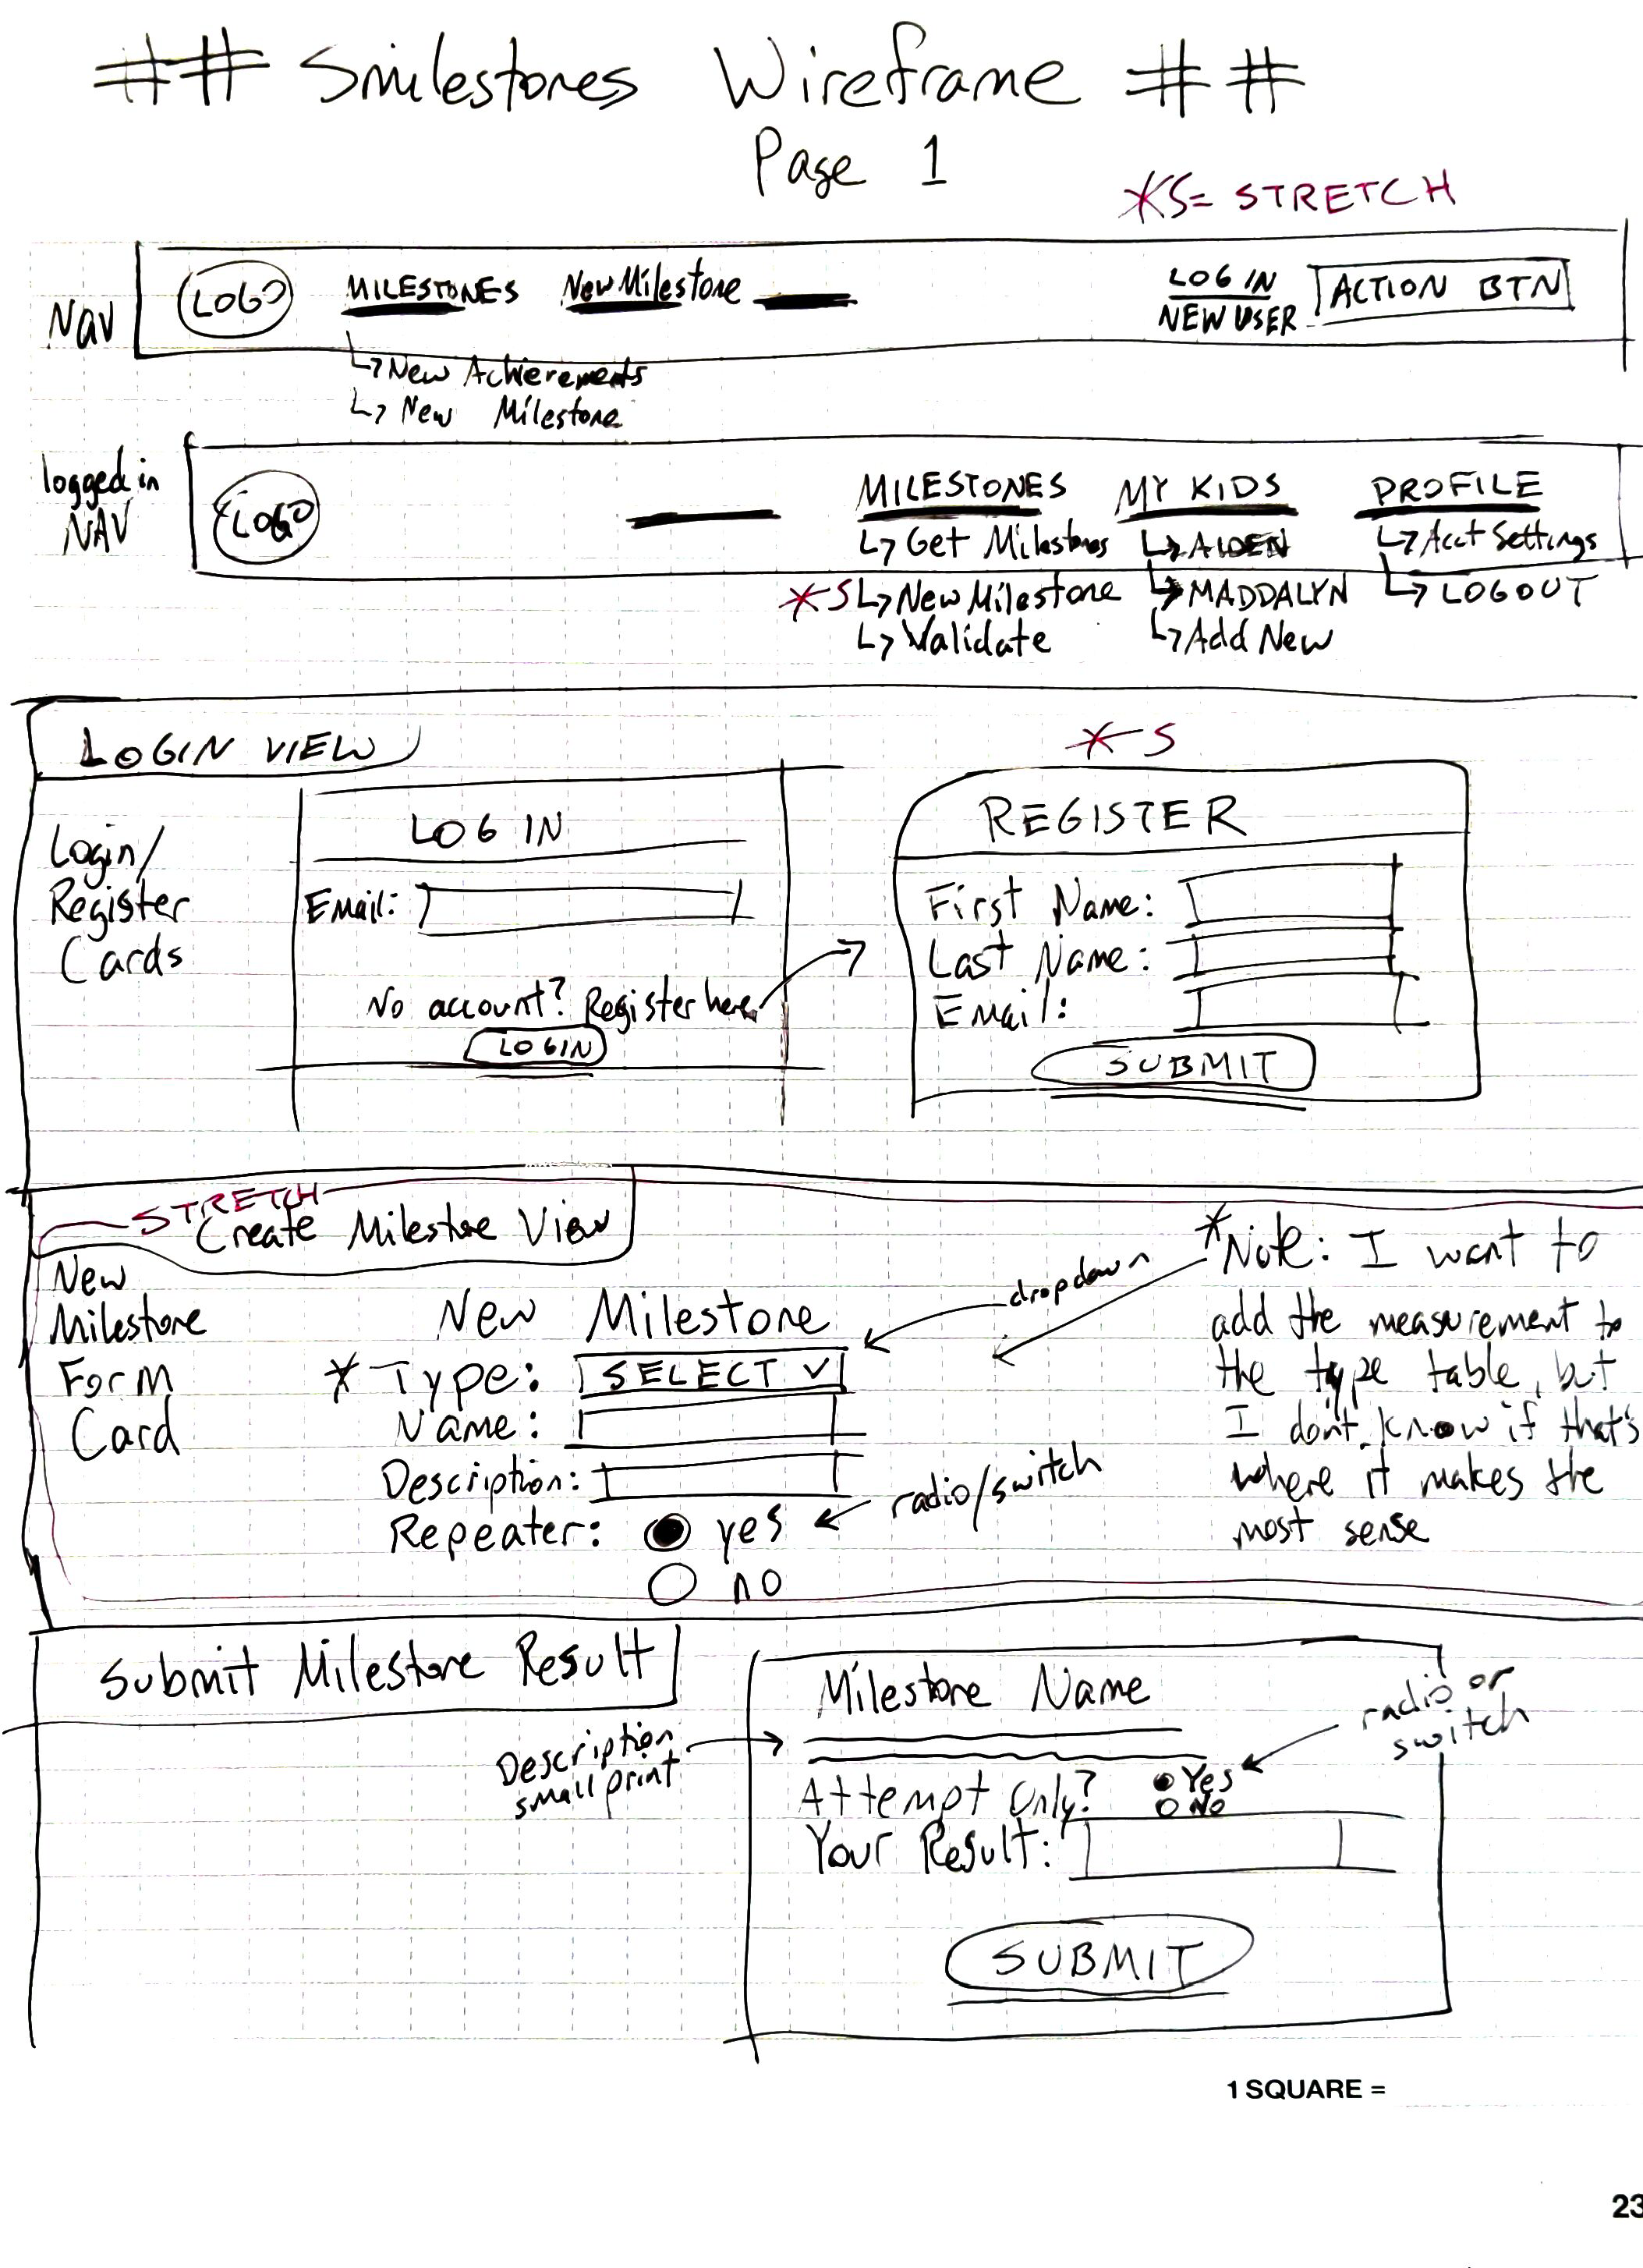 ## Smilestones Wireframe ##
Page 1
*S= STRETCH
Nav
LOGO MILESTONES New Milestone LOG IN ACTION BTN
NEW USER
↳ New Achievements
↳ New Milestone
logged in
NAV
LOGO MILESTONES MY KIDS PROFILE
↳ Get Milestones ↳ AIDEN ↳ Acct Settings
*S ↳ New Milestone ↳ MADDALYN ↳ LOGOUT
↳ Validate ↳ Add New
LOGIN VIEW
Login/
Register
Cards
LOG IN
Email:
No account? Register here
LOGIN
*S
REGISTER
First Name:
Last Name:
Email:
SUBMIT
STRETCH
Create Milestone View
New
Milestone
Form
Card
New Milestone
dropdown
* Type: SELECT V
Name:
Description:
Repeater: yes
no
radio/switch
*Note: I want to
add the measurement to
the type table, but
I don't know if that's
where it makes the
most sense
Submit Milestone Result
Description
small print
Milestone Name
radio or
switch
Attempt Only? Yes
No
Your Result:
SUBMIT
1 SQUARE =
23